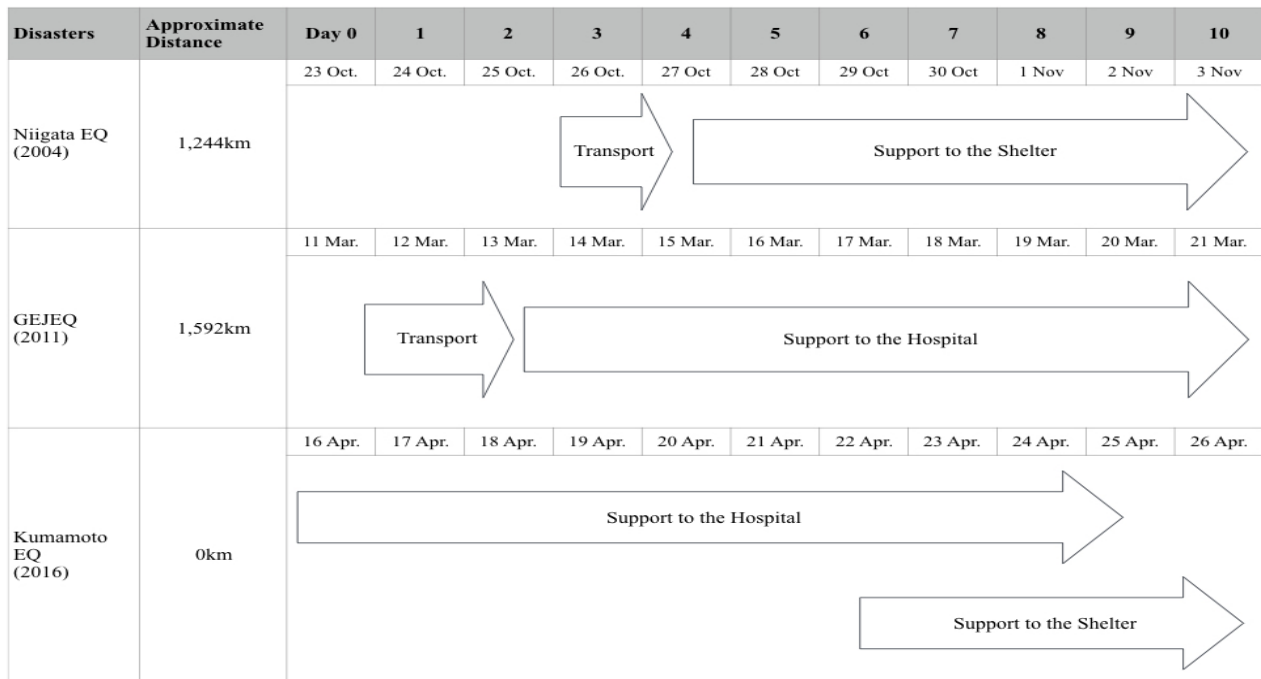 Disasters Approximate Distance Day 0 1 2 3 4 5 6 7 8 9 10
23 Oct. 24 Oct. 25 Oct. 26 Oct. 27 Oct 28 Oct 29 Oct 30 Oct 1 Nov 2 Nov 3 Nov
Niigata EQ
(2004)
1,244km
Transport
Support to the Shelter
11 Mar. 12 Mar. 13 Mar. 14 Mar. 15 Mar. 16 Mar. 17 Mar. 18 Mar. 19 Mar. 20 Mar. 21 Mar.
GEJEQ
(2011)
1,592km
Transport
Support to the Hospital
16 Apr. 17 Apr. 18 Apr. 19 Apr. 20 Apr. 21 Apr. 22 Apr. 23 Apr. 24 Apr. 25 Apr. 26 Apr.
Kumamoto
EQ
(2016)
0km
Support to the Hospital
Support to the Shelter